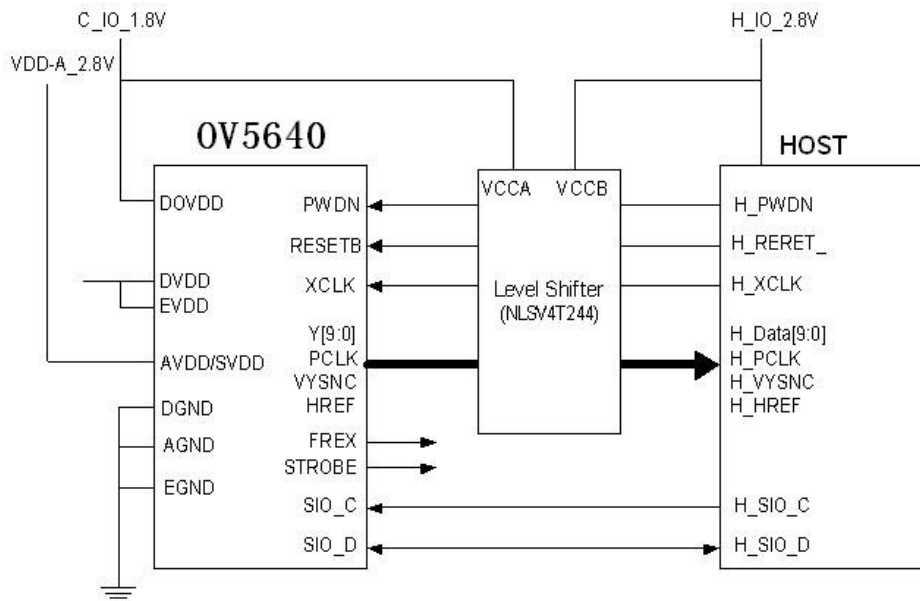 C_IO_1.8V
H_IO_2.8V
VDD-A_2.8V
OV5640
HOST
VCCA
VCCB
DOVDD
PWDN
H_PWDN
RESETB
H_RERET_
DVDD
XCLK
H_XCLK
EVDD
Level Shifter
(NLSV4T244)
Y[9:0]
H_Data[9:0]
AVDD/SVDD
PCLK
H_PCLK
VYSNC
H_VYSNC
DGND
HREF
H_HREF
AGND
FREX
STROBE
EGND
SIO_C
H_SIO_C
SIO_D
H_SIO_D